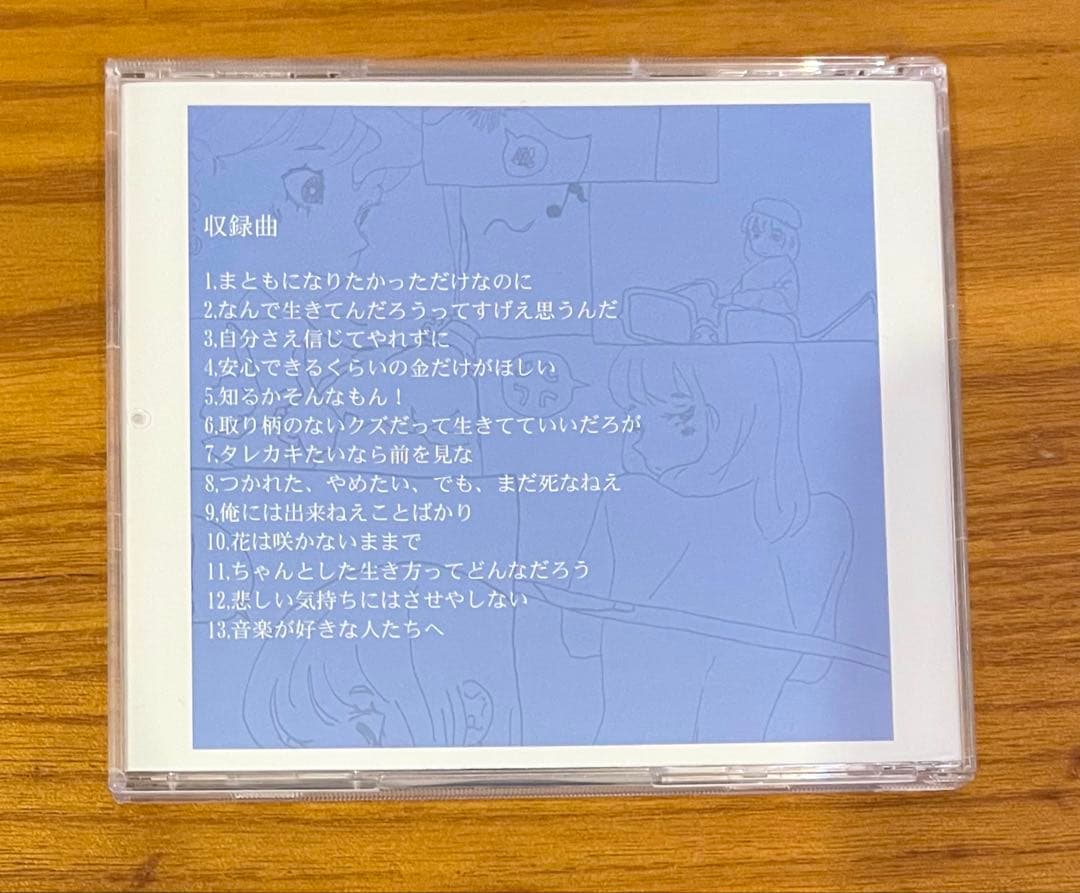 収録曲
1,まともになりたかっただけなのに
2,なんで生きてんだろうってすげえ思うんだ
3,自分さえ信じてやれずに
4,安心できるくらいの金だけがほしい
5,知るかそんなもん！
6,取り柄のないクズだって生きてていいだろが
7,タレカキたいなら前を見な
8,つかれた、やめたい、でも、まだ死なねえ
9,俺には出来ねえことばかり
10,花は咲かないままで
11,ちゃんとした生き方ってどんなだろう
12,悲しい気持ちにはさせやしない
13,音楽が好きな人たちへ